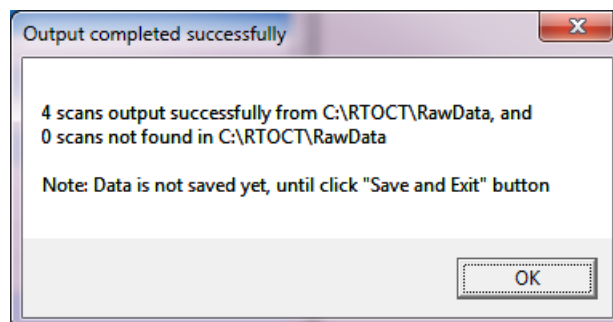 Output completed successfully
4 scans output successfully from C:\RTOCT\RawData, and
0 scans not found in C:\RTOCT\RawData
Note: Data is not saved yet, until click "Save and Exit" button
OK